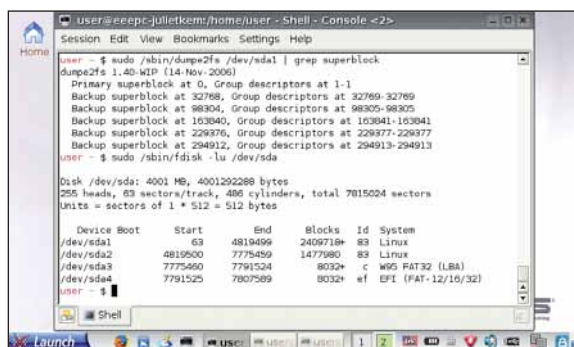 user@eeepc-julietkem:/home/user - Shell - Console <2>
Home
Session Edit View Bookmarks Settings Help
user ~ $ sudo /sbin/dumpe2fs /dev/sda1 | grep superblock
dumpe2fs 1.40-WIP (14-Nov-2006)
Primary superblock at 0, Group descriptors at 1-1
Backup superblock at 32768, Group descriptors at 32769-32769
Backup superblock at 98304, Group descriptors at 98305-98305
Backup superblock at 163840, Group descriptors at 163841-163841
Backup superblock at 229376, Group descriptors at 229377-229377
Backup superblock at 294912, Group descriptors at 294913-294913
user ~ $ sudo /sbin/fdisk -lu /dev/sda
Disk /dev/sda: 4001 MB, 4001292288 bytes
255 heads, 63 sectors/track, 486 cylinders, total 7815024 sectors
Units = sectors of 1 * 512 = 512 bytes
Device Boot Start End Blocks Id System
/dev/sda1 63 4819499 2409718+ 83 Linux
/dev/sda2 4819500 7775459 1477980 83 Linux
/dev/sda3 7775460 7791524 8032+ c W95 FAT32 (LBA)
/dev/sda4 7791525 7807589 8032+ ef EFI (FAT-12/16/32)
user ~ $
Shell
Launch user user users 1 2